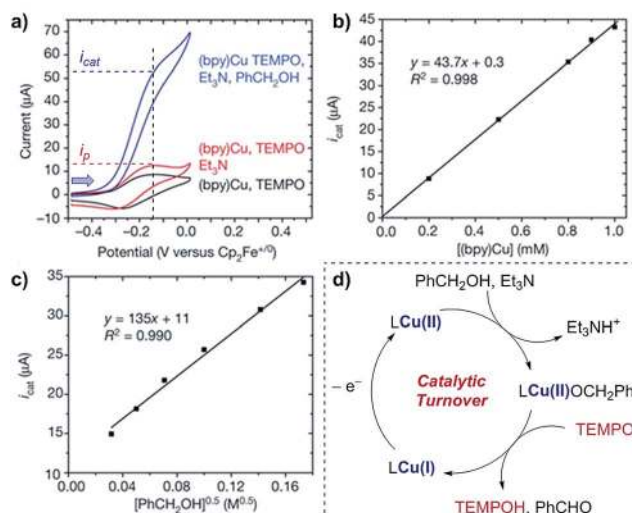 a)
70
60
50
40
30
20
10
0
−10
i_cat
i_p
(bpy)Cu TEMPO,
Et₃N, PhCH₂OH
(bpy)Cu, TEMPO
Et₃N
(bpy)Cu, TEMPO
Current (μA)
−0.4 −0.2 0.0 0.2 0.4
Potential (V versus Cp₂Fe⁺/⁰)
b)
45
40
35
30
25
20
15
10
5
0
y = 43.7x + 0.3
R² = 0.998
i_cat (μA)
0.0 0.2 0.4 0.6 0.8 1.0
[(bpy)Cu] (mM)
c)
35
30
25
20
15
10
y = 135x + 11
R² = 0.990
i_cat (μA)
0.00 0.04 0.08 0.12 0.16
[PhCH₂OH]⁰·⁵ (M⁰·⁵)
d)
PhCH₂OH, Et₃N
LCu(II)
Et₃NH⁺
− e⁻
Catalytic
Turnover
LCu(II)OCH₂Ph
TEMPO
LCu(I)
TEMPOH, PhCHO